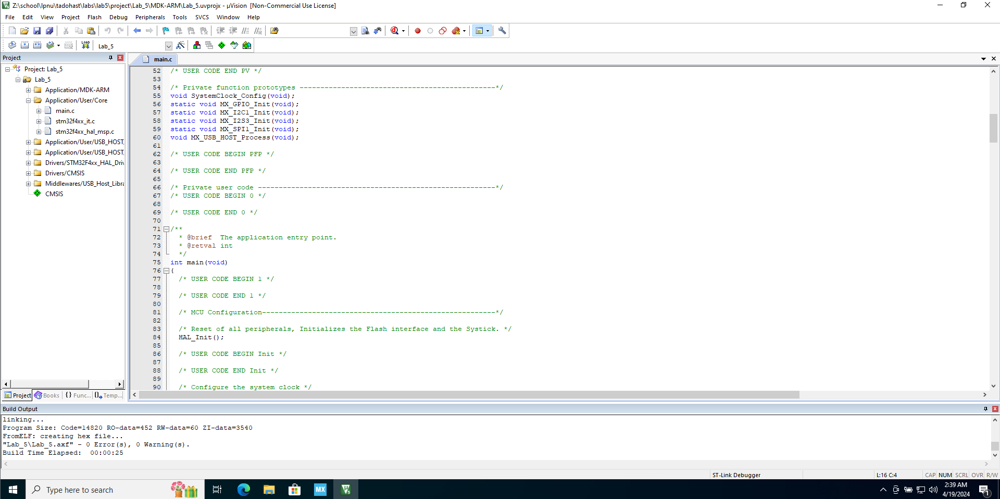 Z:\school\lpnu\tadohast\labs\lab5\project\Lab_5\MDK-ARM\Lab_5.uvprojx - µVision  [Non-Commercial Use License]
File Edit View Project Flash Debug Peripherals Tools SVCS Window Help
LOAD
Lab_5
Project
main.c
Project: Lab_5
Lab_5
Application/MDK-ARM
Application/User/Core
main.c
stm32f4xx_it.c
stm32f4xx_hal_msp.c
Application/User/USB_HOST
Application/User/USB_HOST
Drivers/STM32F4xx_HAL_Driv
Drivers/CMSIS
Middlewares/USB_Host_Libra
CMSIS
Project Books {} Func... Temp...
52 /* USER CODE END PV */
53
54 /* Private function prototypes -----------------------------------------------*/
55 void SystemClock_Config(void);
56 static void MX_GPIO_Init(void);
57 static void MX_I2C1_Init(void);
58 static void MX_I2S3_Init(void);
59 static void MX_SPI1_Init(void);
60 void MX_USB_HOST_Process(void);
61
62 /* USER CODE BEGIN PFP */
63
64 /* USER CODE END PFP */
65
66 /* Private user code ---------------------------------------------------------*/
67 /* USER CODE BEGIN 0 */
68
69 /* USER CODE END 0 */
70
71 /**
72   * @brief  The application entry point.
73   * @retval int
74   */
75 int main(void)
76 {
77   /* USER CODE BEGIN 1 */
78
79   /* USER CODE END 1 */
80
81   /* MCU Configuration--------------------------------------------------------*/
82
83   /* Reset of all peripherals, Initializes the Flash interface and the Systick. */
84   HAL_Init();
85
86   /* USER CODE BEGIN Init */
87
88   /* USER CODE END Init */
89
90   /* Configure the system clock */
Build Output
linking...
Program Size: Code=14820 RO-data=452 RW-data=60 ZI-data=3540
FromELF: creating hex file...
"Lab_5\Lab_5.axf" - 0 Error(s), 0 Warning(s).
Build Time Elapsed:  00:00:25
ST-Link Debugger L:16 C:4 CAP NUM SCRL OVR R/W
Type here to search
MX
2:39 AM
4/19/2024
1